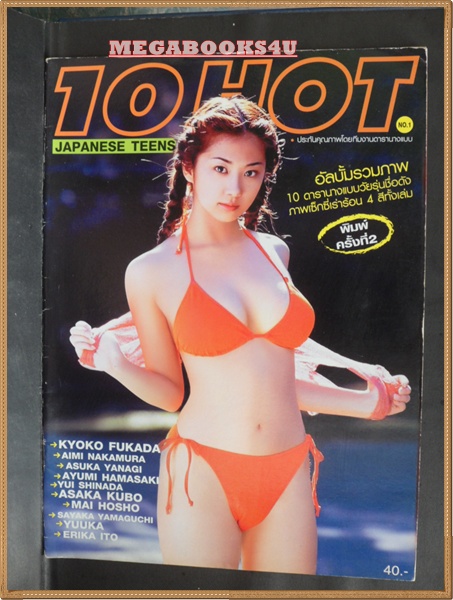 MEGABOOKS4U
10 HOT
NO.1
JAPANESE TEENS
• ประกันคุณภาพโดยทีมงานดารานางแบบ
อัลบั้มรวมภาพ
10 ดารานางแบบวัยรุ่นชื่อดัง
ภาพเซ็กซี่เร่าร้อน 4 สีทั้งเล่ม
พิมพ์
ครั้งที่2
→KYOKO FUKADA
→AIMI NAKAMURA
→ASUKA YANAGI
→AYUMI HAMASAKI
→YUI SHINADA
→ASAKA KUBO
→MAI HOSHO
→SAYAKA YAMAGUCHI
→YUUKA
→ERIKA ITO
40.-